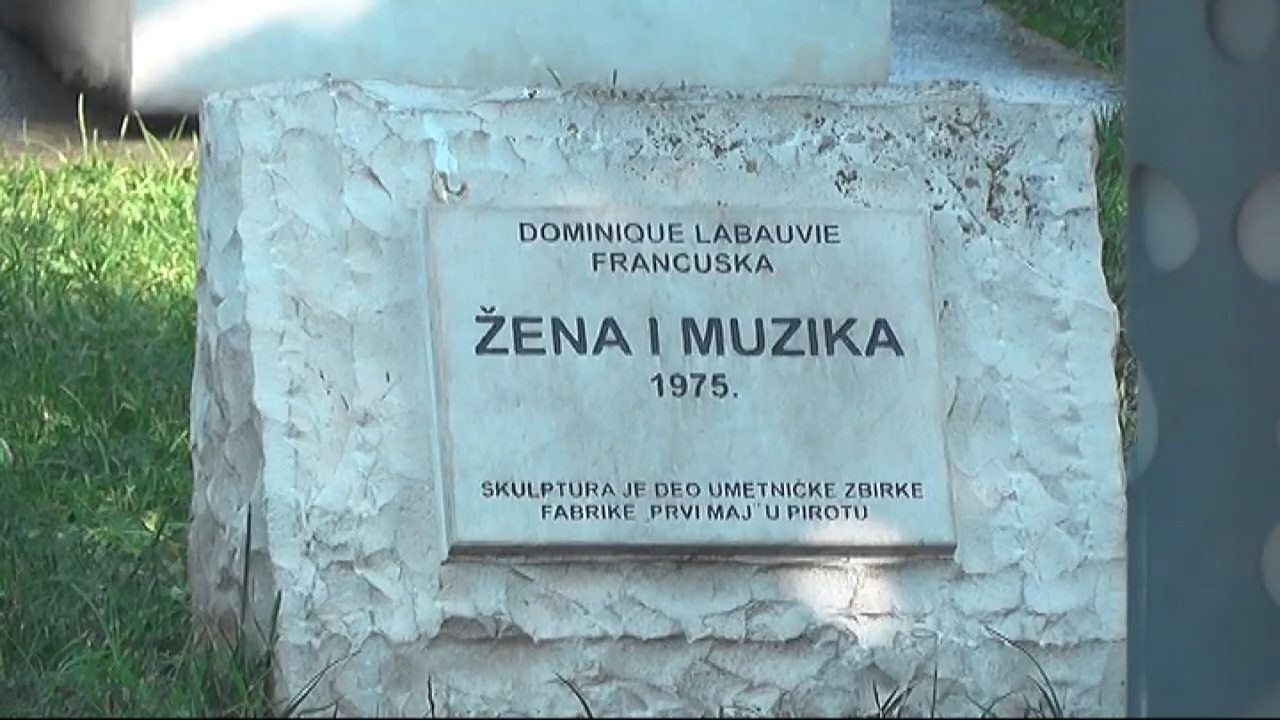 DOMINIQUE LABAUVIE
FRANCUSKA
ŽENA I MUZIKA
1975.
SKULPTURA JE DEO UMETNIČKE ZBIRKE
FABRIKE „PRVI MAJ“ U PIROTU